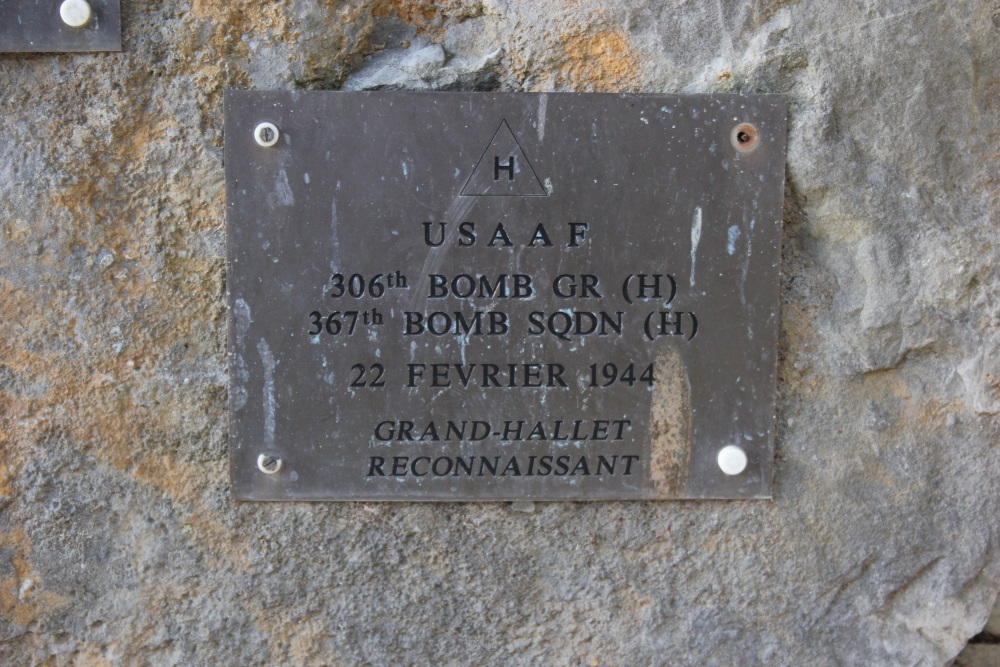 H
USAAF
306th BOMB GR (H)
367th BOMB SQDN (H)
22 FEVRIER 1944
GRAND-HALLET
RECONNAISSANT